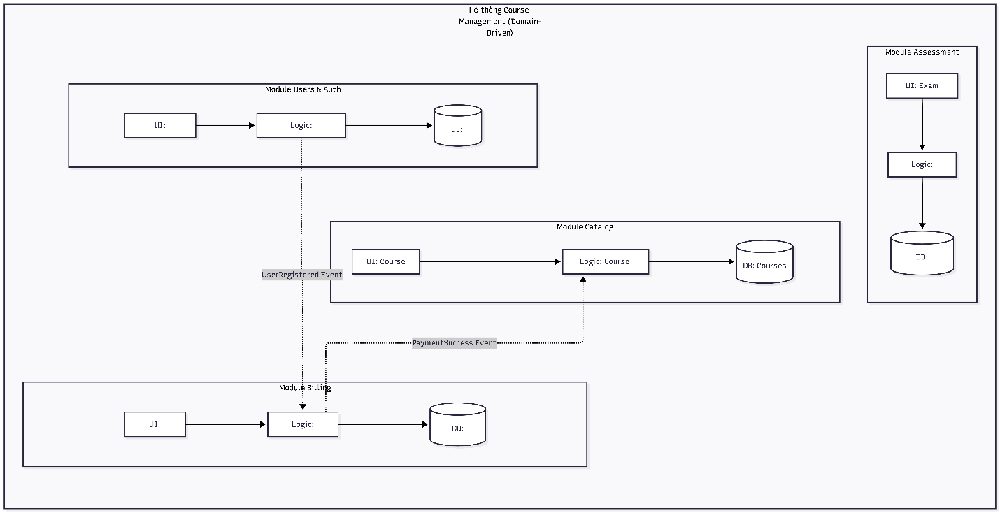 Hệ thống Course
Management (Domain-
Driven)
Module Assessment
UI: Exam
Logic:
DB:
Module Users & Auth
UI:
Logic:
DB:
Module Catalog
UI: Course
Logic: Course
DB: Courses
UserRegistered Event
PaymentSuccess Event
Module Billing
UI:
Logic:
DB: